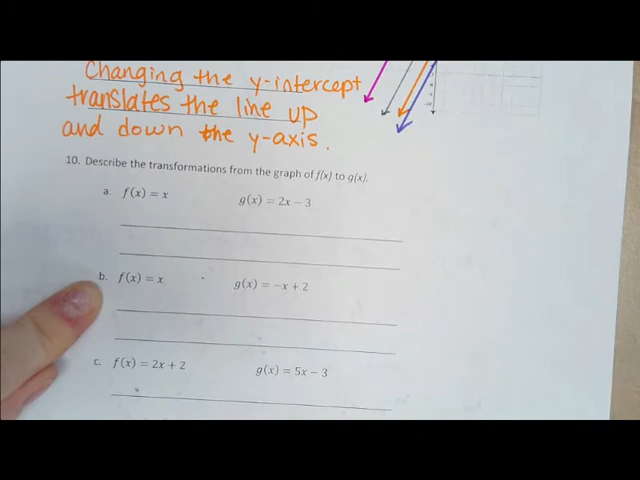 Changing the y-intercept
translates the line up
and down the y-axis.
10. Describe the transformations from the graph of f(x) to g(x).
a. f(x) = x g(x) = 2x − 3
b. f(x) = x g(x) = −x + 2
c. f(x) = 2x + 2 g(x) = 5x − 3